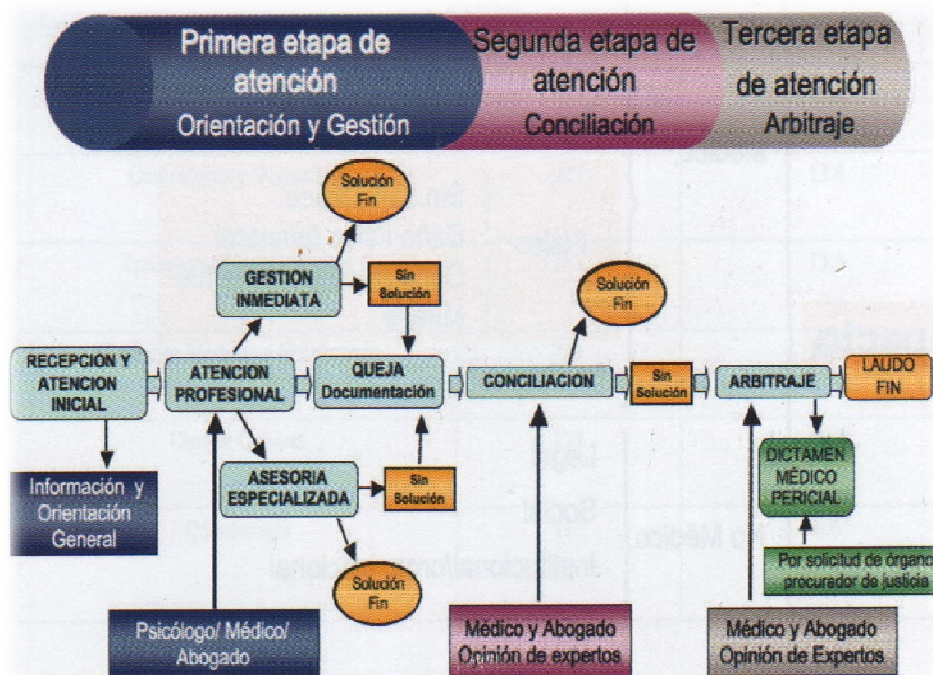 Primera etapa de
atención
Orientación y Gestión
Segunda etapa de
atención
Conciliación
Tercera etapa
de atención
Arbitraje
Solución
Fin
GESTION
INMEDIATA
Sin
Solución
Solución
Fin
RECEPCION Y
ATENCION
INICIAL
ATENCION
PROFESIONAL
QUEJA
Documentación
CONCILIACION
Sin
Solución
ARBITRAJE
LAUDO
FIN
ASESORIA
ESPECIALIZADA
Sin
Solución
DICTAMEN
MÉDICO
PERICIAL
Información y
Orientación
General
Solución
Fin
Por solicitud de órgano
procurador de justicia
Psicólogo/ Médico/
Abogado
Médico y Abogado
Opinión de expertos
Médico y Abogado
Opinión de Expertos